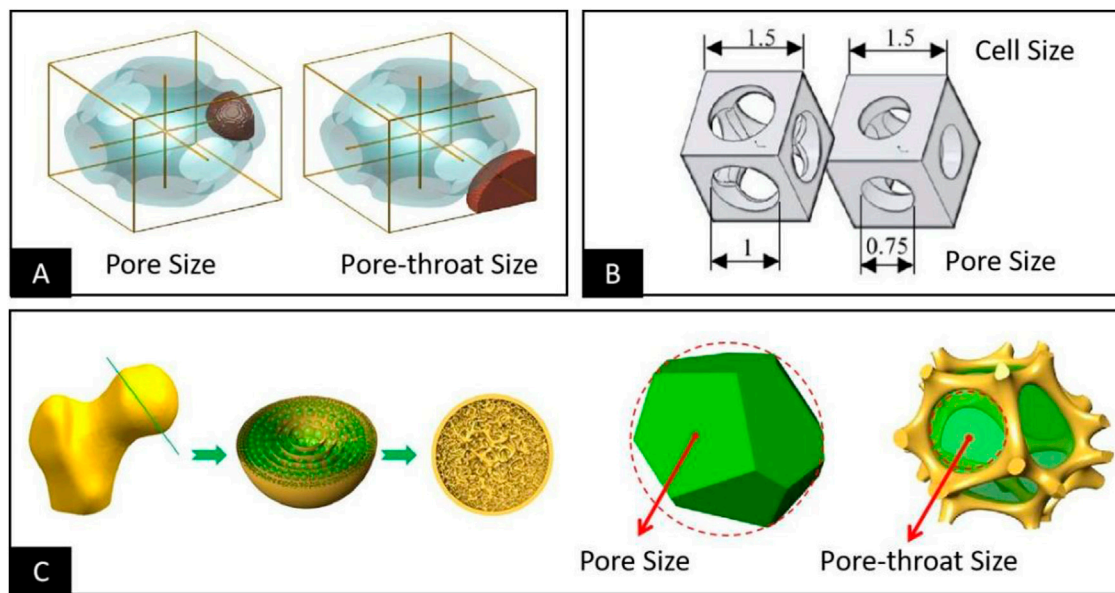 Pore Size
Pore-throat Size
A
1.5
1.5
Cell Size
1
0.75
Pore Size
B
Pore Size
Pore-throat Size
C